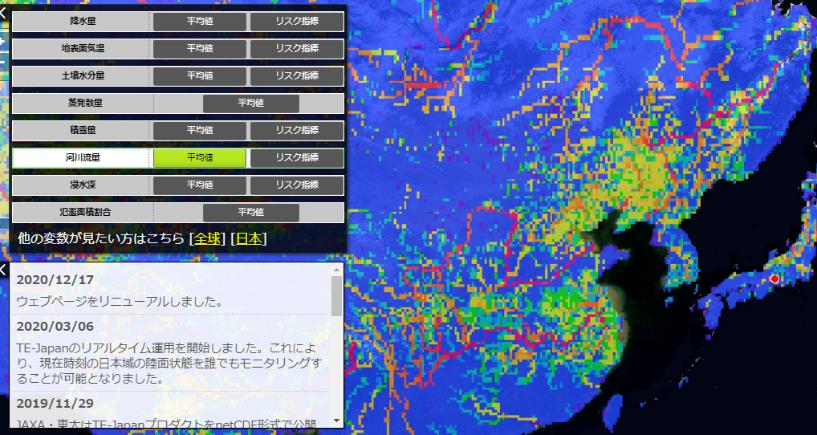 降水量 平均値 リスク指標
地表面気温 平均値 リスク指標
土壌水分量 平均値 リスク指標
蒸発散量 平均値
積雪量 平均値 リスク指標
河川流量 平均値 リスク指標
浸水深 平均値 リスク指標
氾濫面積割合 平均値
他の変数が見たい方はこちら [全球] [日本]
2020/12/17
ウェブページをリニューアルしました。
2020/03/06
TE-Japanのリアルタイム運用を開始しました。これによ
り、現在時刻の日本域の陸面状態を誰でもモニタリングす
ることが可能となりました。
2019/11/29
JAXA・東大はTE-JapanプロダクトをnetCDF形式で公開